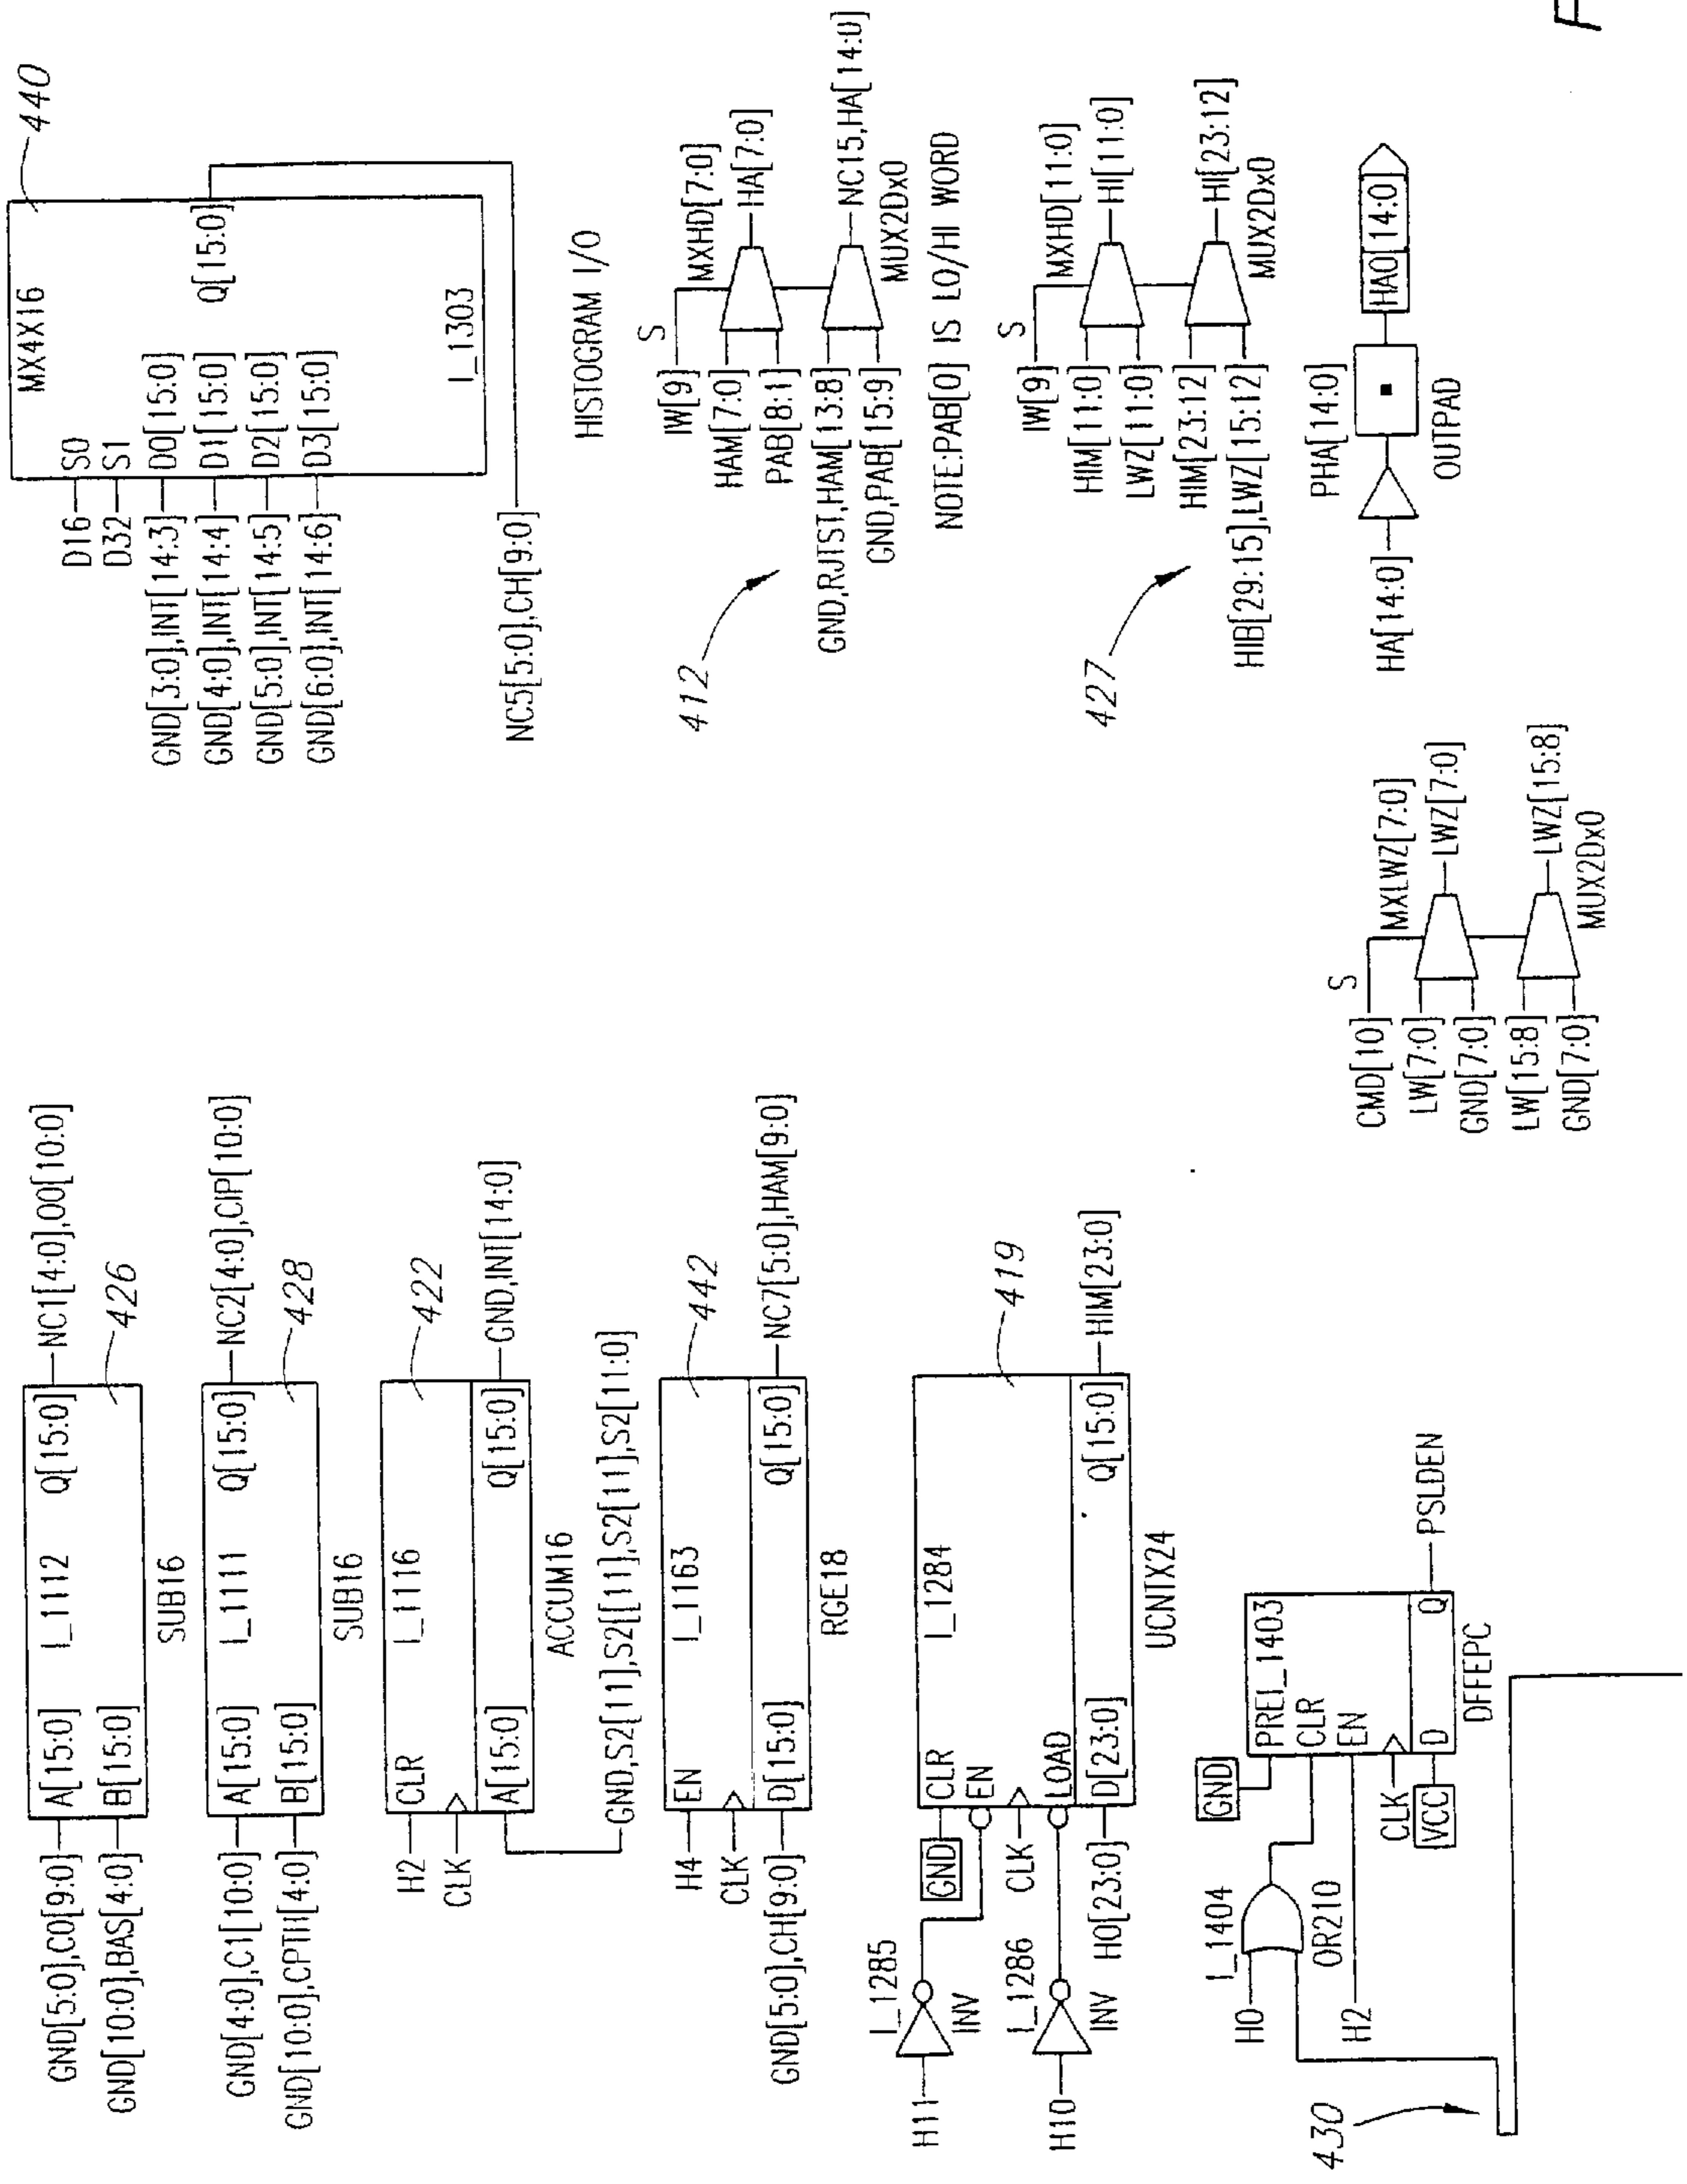 GND[5:0],C0[9:0]
GND[10:0],BAS[4:0]
A[15:0] I_1112 Q[15:0]
B[15:0]
NC1[4:0],OO[10:0]
426
SUB16
GND[4:0],C1[10:0]
GND[10:0],CPTH[4:0]
A[15:0] I_1111 Q[15:0]
B[15:0]
NC2[4:0],CIP[10:0]
428
SUB16
H2
CLK
CLR I_1116
A[15:0] Q[15:0]
422
GND,INT[14:0]
ACCUM16
GND,S2[11],S2[[11],S2[11],S2[11:0]
H4
CLK
GND[5:0],CH[9:0]
EN I_1163
D[15:0] Q[15:0]
442
NC7[5:0],HAM[9:0]
RGE18
H11
I_1285
INV
H10
I_1286
INV
GND
CLK
HO[23:0]
CLR I_1284
EN
LOAD
D[23:0] Q[15:0]
419
HIM[23:0]
UCNTX24
H0
I_1404
OR210
H2
GND
CLK
VCC
PREI_1403
CLR
EN
D Q
PSLDEN
DFFEPC
430
MX4X16
440
D16 S0
D32 S1
GND[3:0],INT[14:3] D0[15:0]
GND[4:0],INT[14:4] D1[15:0]
GND[5:0],INT[14:5] D2[15:0]
GND[6:0],INT[14:6] D3[15:0]
Q[15:0]
I_1303
NC5[5:0],CH[9:0]
HISTOGRAM I/O
412
S
IW[9]
MXHD[7:0]
HAM[7:0]
PAB[8:1]
HA[7:0]
GND,RJTST,HAM[13:8]
GND,PAB[15:9]
NC15,HA[14:0]
MUX2Dx0
NOTE:PAB[0] IS LO/HI WORD
427
S
IW[9]
MXHD[11:0]
HIM[11:0]
LWZ[11:0]
HI[11:0]
HIM[23:12]
HIB[29:15],LWZ[15:12]
HI[23:12]
MUX2Dx0
HA[14:0]
PHA[14:0]
OUTPAD
HAO[14:0]
S
CMD[10]
MXLWZ[7:0]
LW[7:0]
GND[7:0]
LWZ[7:0]
LW[15:8]
GND[7:0]
LWZ[15:8]
MUX2Dx0